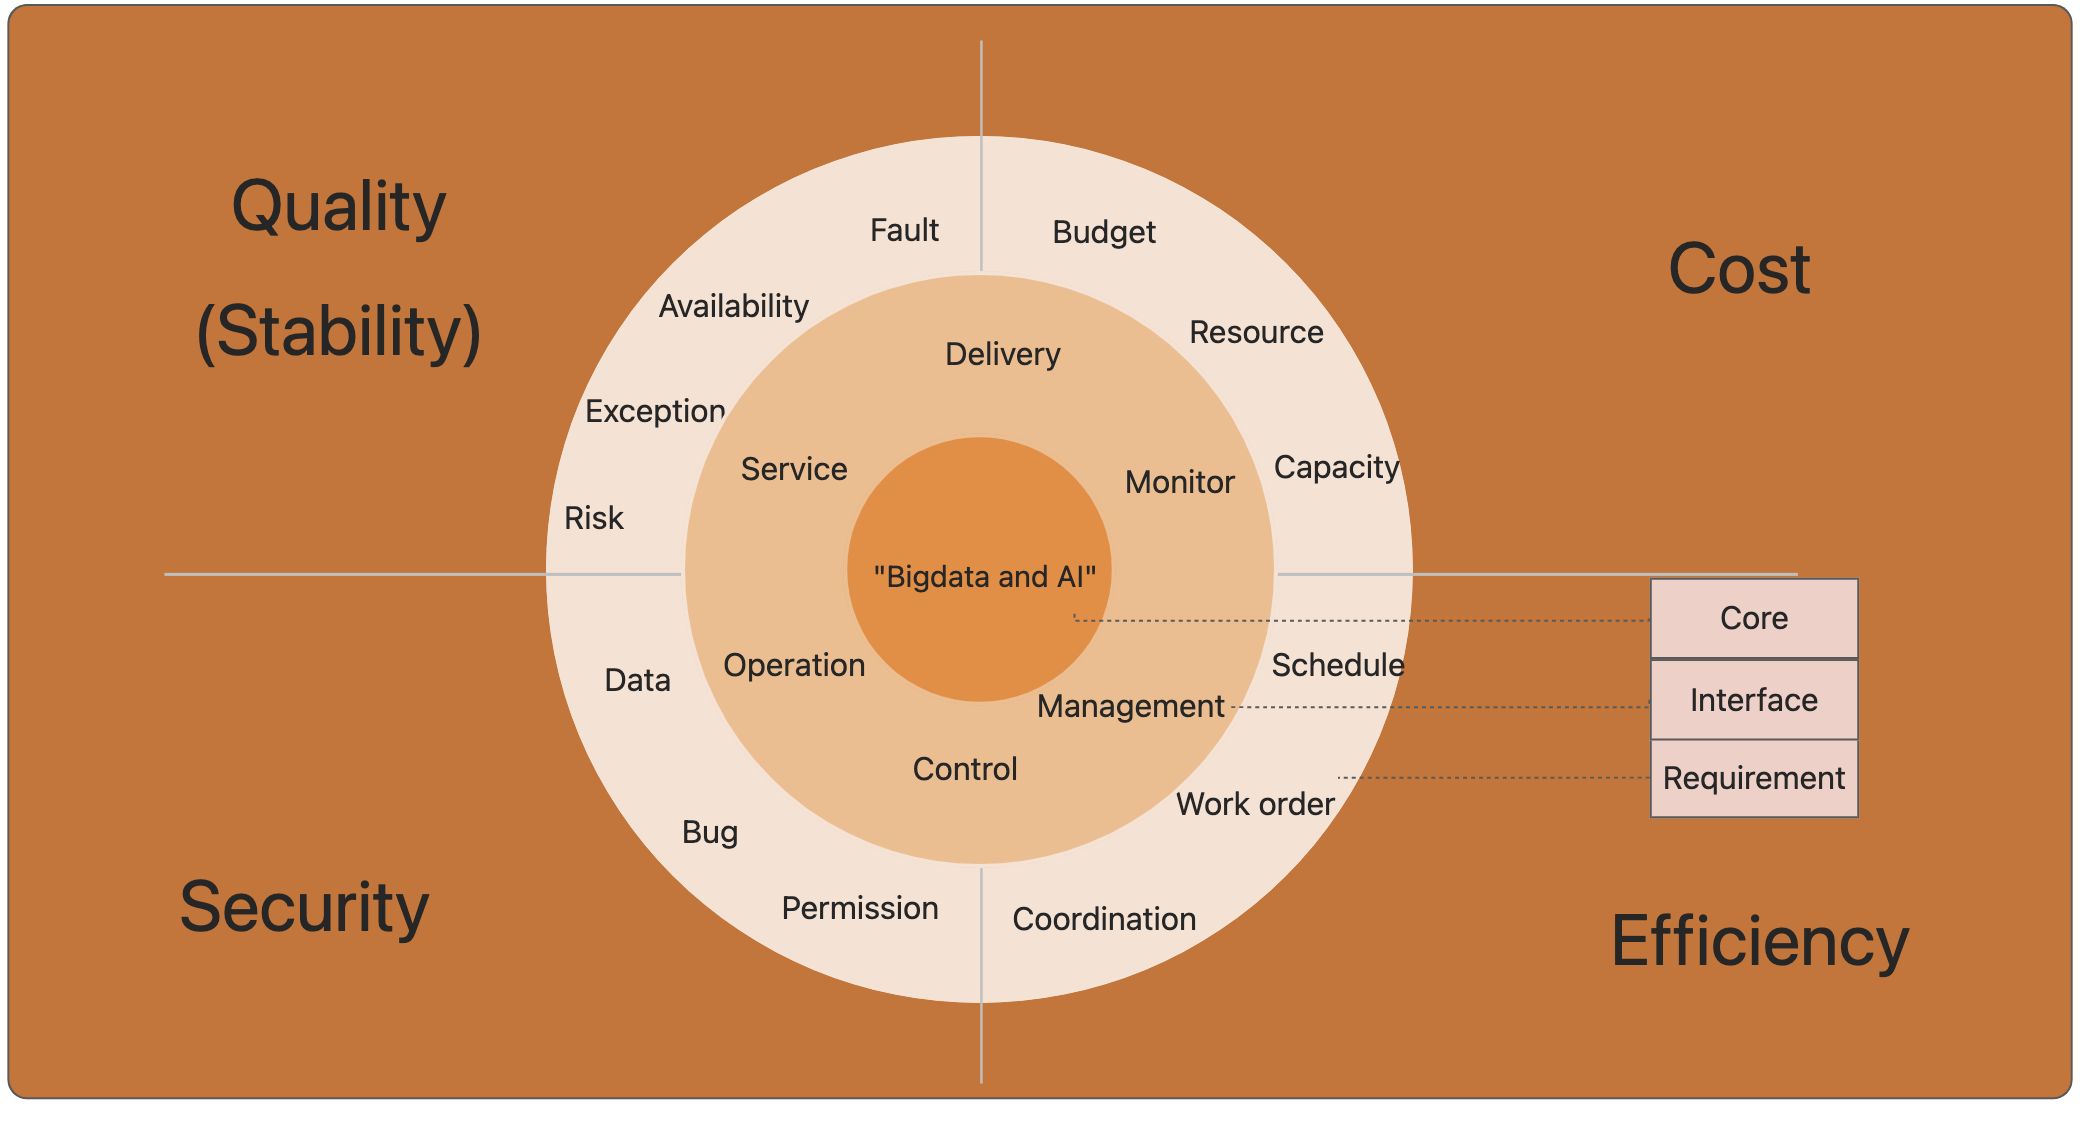 Quality
(Stability)
Cost
Fault
Budget
Availability
Resource
Delivery
Exception
Service
Monitor
Capacity
Risk
"Bigdata and AI"
Core
Data
Operation
Schedule
Management
Interface
Control
Requirement
Work order
Bug
Security
Permission
Coordination
Efficiency